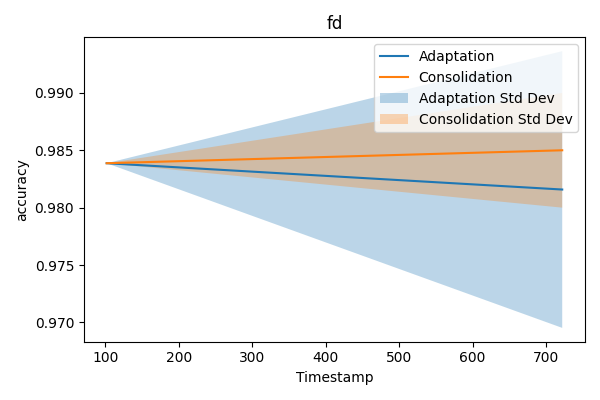 fd
Adaptation
Consolidation
Adaptation Std Dev
Consolidation Std Dev
accuracy
0.990
0.985
0.980
0.975
0.970
100 200 300 400 500 600 700
Timestamp